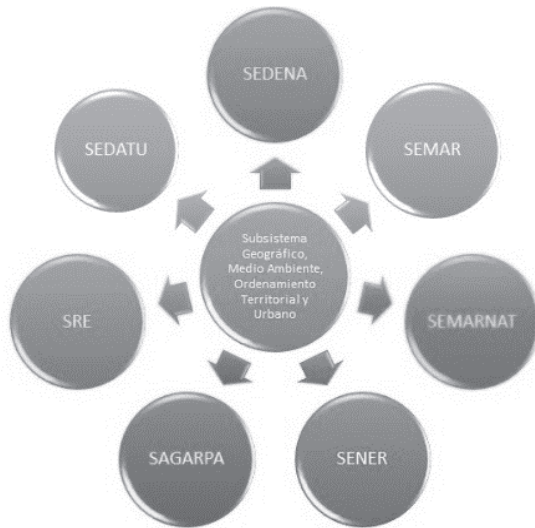 SEDENA
SEDATU
SEMAR
Subsistema
Geográfico,
Medio Ambiente,
Ordenamiento
Territorial y
Urbano
SRE
SEMARNAT
SAGARPA
SENER